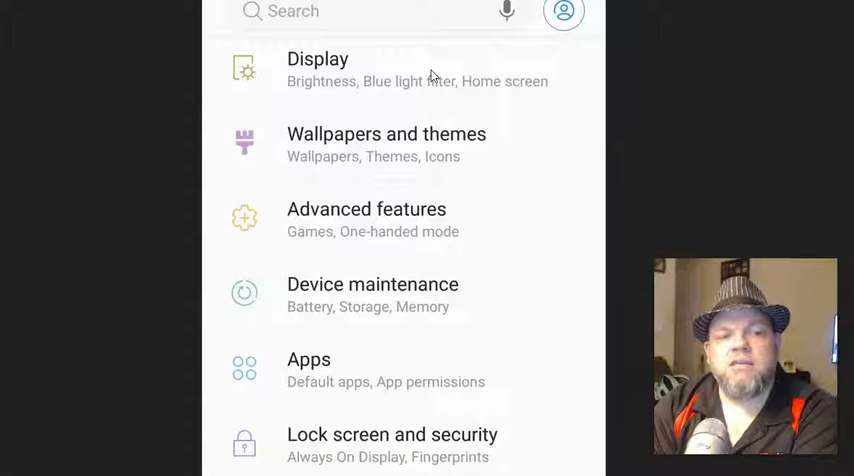 Search
Display
Brightness, Blue light filter, Home screen
Wallpapers and themes
Wallpapers, Themes, Icons
Advanced features
Games, One-handed mode
Device maintenance
Battery, Storage, Memory
Apps
Default apps, App permissions
Lock screen and security
Always On Display, Fingerprints